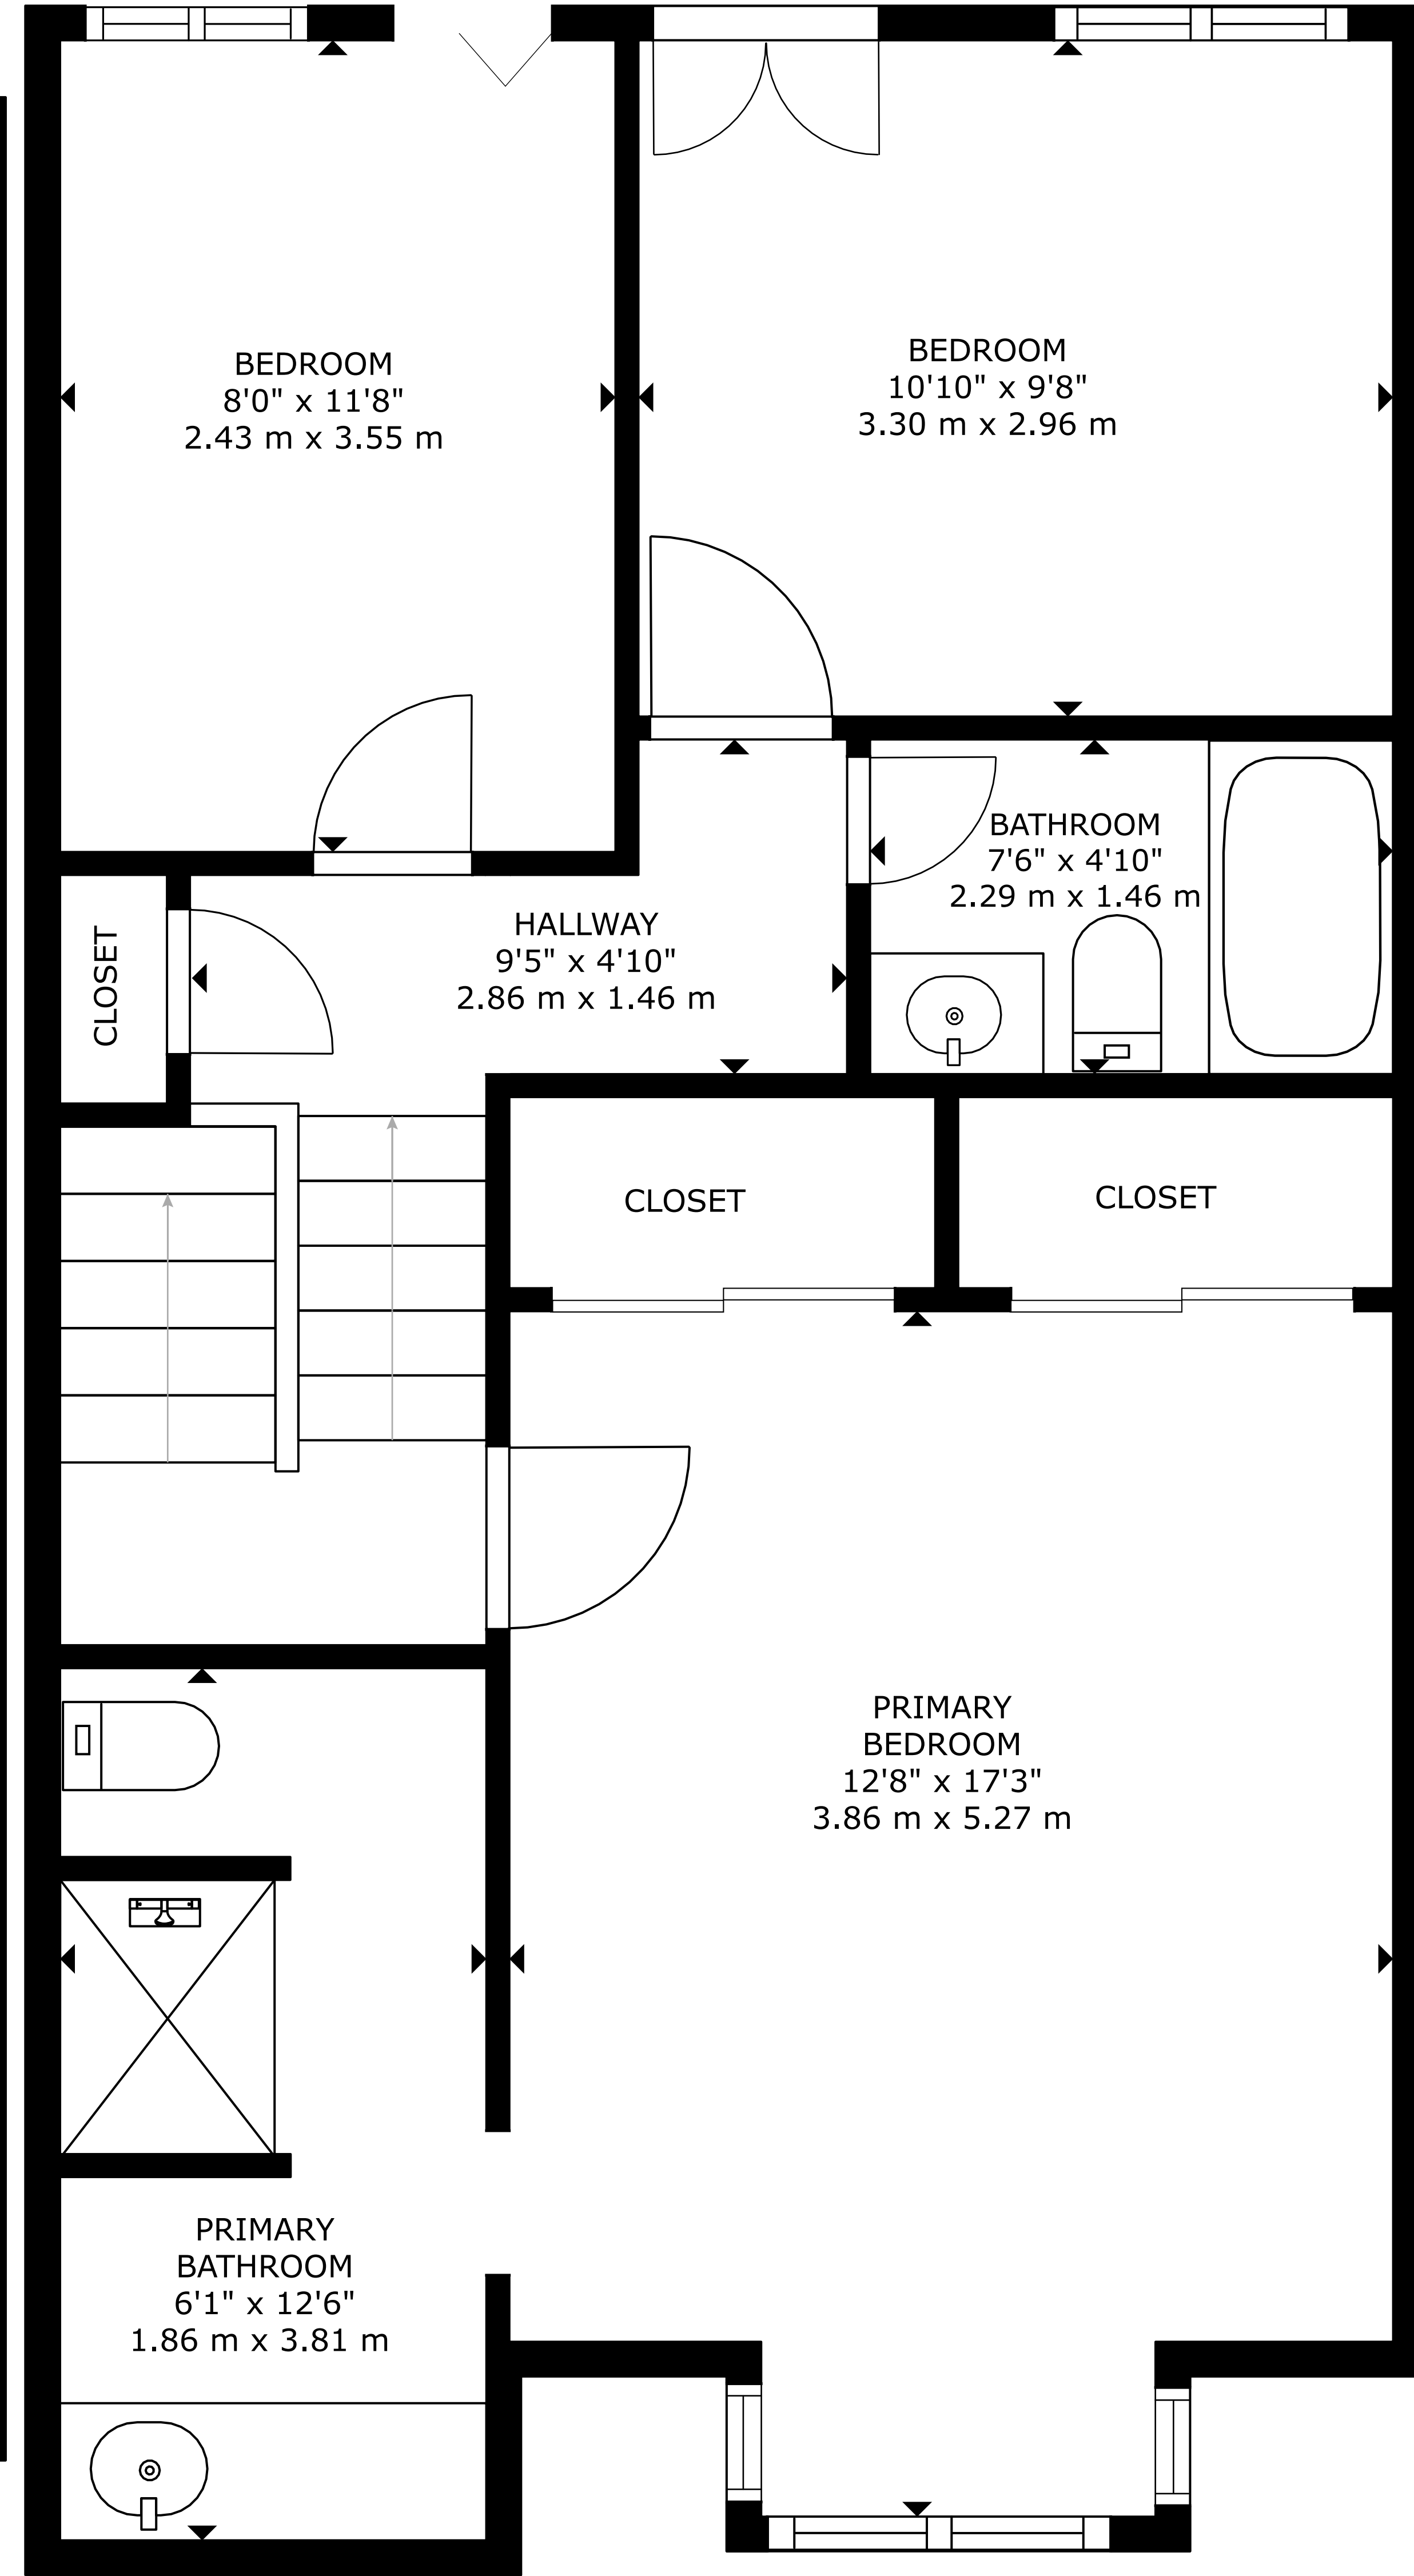 BEDROOM
8'0" x 11'8"
2.43 m x 3.55 m
BEDROOM
10'10" x 9'8"
3.30 m x 2.96 m
BATHROOM
7'6" x 4'10"
2.29 m x 1.46 m
HALLWAY
9'5" x 4'10"
2.86 m x 1.46 m
CLOSET
CLOSET
CLOSET
PRIMARY
BEDROOM
12'8" x 17'3"
3.86 m x 5.27 m
PRIMARY
BATHROOM
6'1" x 12'6"
1.86 m x 3.81 m